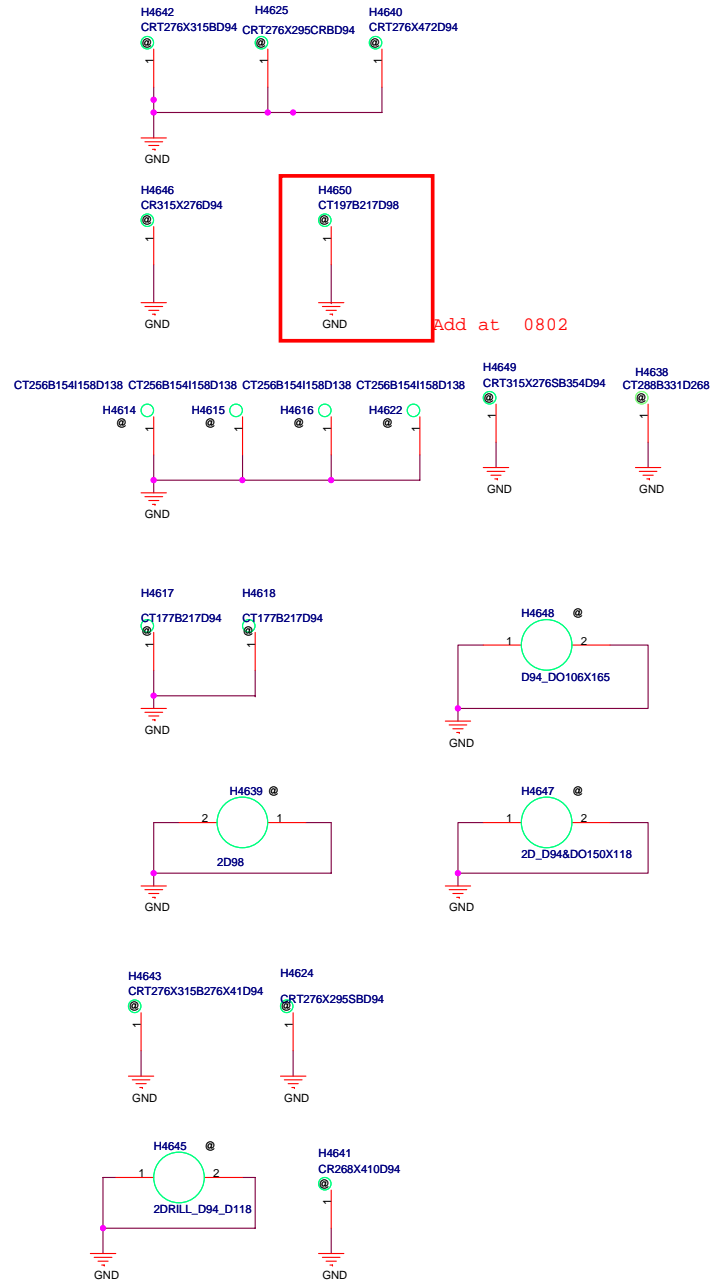 H4642 H4625 H4640
CRT276X315BD94 CRT276X295CRBD94 CRT276X472D94
@ @ @
1 1 1
GND
H4646 H4650
CR315X276D94 CT197B217D98
@ @
1 1
GND GND
Add at 0802
H4649 H4638
CRT315X276SB354D94 CT288B331D268
CT256B154I158D138 CT256B154I158D138 CT256B154I158D138 CT256B154I158D138
@ @
H4614 H4615 H4616 H4622
@ @ @ @
1 1 1 1 1 1
GND GND
GND
H4617 H4618
CT177B217D94 CT177B217D94
@ @
1 1
GND
H4648 @
1 2
D94_DO106X165
GND
H4639 @
2 1
2D98
GND
H4647 @
1 2
2D_D94&DO150X118
GND
H4643 H4624
CRT276X315B276X41D94 CRT276X295SBD94
@ @
1 1
GND GND
H4645 @
1 2
2DRILL_D94_D118
GND
H4641
CR268X410D94
@
1
GND